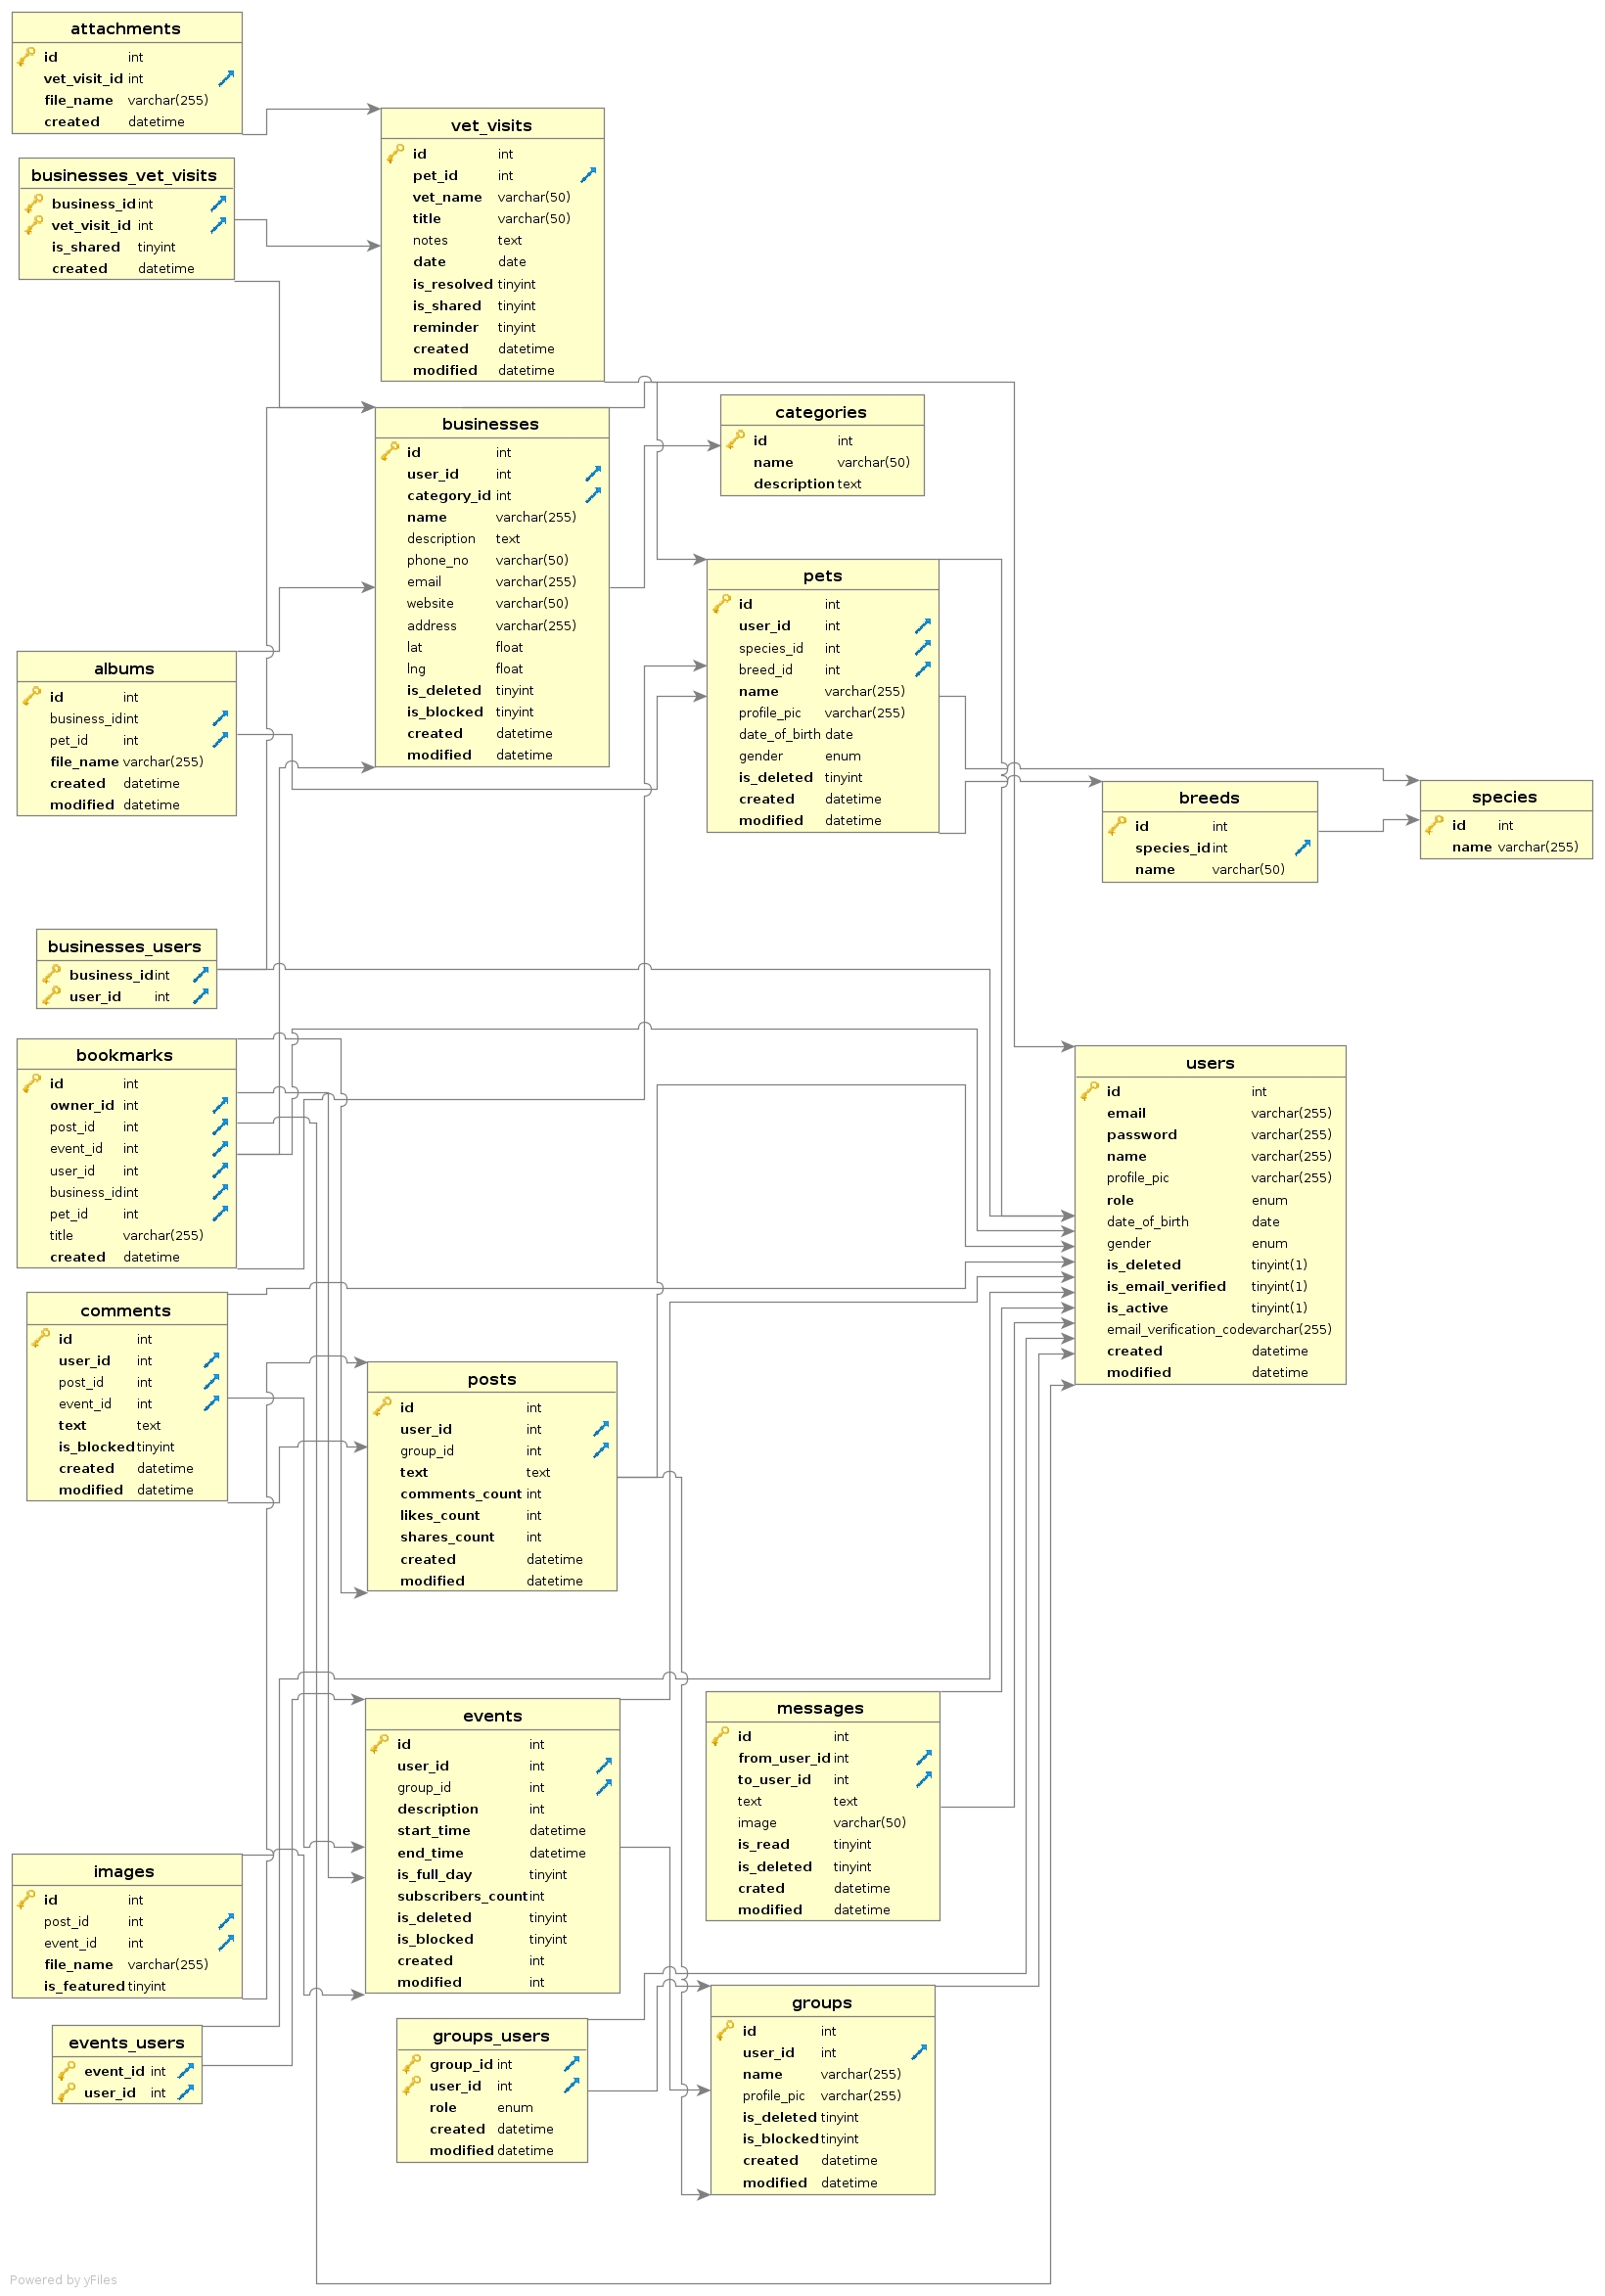 attachments
id int
vet_visit_id int
file_name varchar(255)
created datetime
businesses_vet_visits
business_id int
vet_visit_id int
is_shared tinyint
created datetime
vet_visits
id int
pet_id int
vet_name varchar(50)
title varchar(50)
notes text
date date
is_resolved tinyint
is_shared tinyint
reminder tinyint
created datetime
modified datetime
businesses
id int
user_id int
category_id int
name varchar(255)
description text
phone_no varchar(50)
email varchar(255)
website varchar(50)
address varchar(255)
lat float
lng float
is_deleted tinyint
is_blocked tinyint
created datetime
modified datetime
categories
id int
name varchar(50)
description text
pets
id int
user_id int
species_id int
breed_id int
name varchar(255)
profile_pic varchar(255)
date_of_birth date
gender enum
is_deleted tinyint
created datetime
modified datetime
albums
id int
business_id int
pet_id int
file_name varchar(255)
created datetime
modified datetime
breeds
id int
species_id int
name varchar(50)
species
id int
name varchar(255)
businesses_users
business_id int
user_id int
bookmarks
id int
owner_id int
post_id int
event_id int
user_id int
business_id int
pet_id int
title varchar(255)
created datetime
users
id int
email varchar(255)
password varchar(255)
name varchar(255)
profile_pic varchar(255)
role enum
date_of_birth date
gender enum
is_deleted tinyint(1)
is_email_verified tinyint(1)
is_active tinyint(1)
email_verification_code varchar(255)
created datetime
modified datetime
comments
id int
user_id int
post_id int
event_id int
text text
is_blocked tinyint
created datetime
modified datetime
posts
id int
user_id int
group_id int
text text
comments_count int
likes_count int
shares_count int
created datetime
modified datetime
events
id int
user_id int
group_id int
description int
start_time datetime
end_time datetime
is_full_day tinyint
subscribers_count int
is_deleted tinyint
is_blocked tinyint
created int
modified int
messages
id int
from_user_id int
to_user_id int
text text
image varchar(50)
is_read tinyint
is_deleted tinyint
crated datetime
modified datetime
images
id int
post_id int
event_id int
file_name varchar(255)
is_featured tinyint
events_users
event_id int
user_id int
groups_users
group_id int
user_id int
role enum
created datetime
modified datetime
groups
id int
user_id int
name varchar(255)
profile_pic varchar(255)
is_deleted tinyint
is_blocked tinyint
created datetime
modified datetime
Powered by yFiles